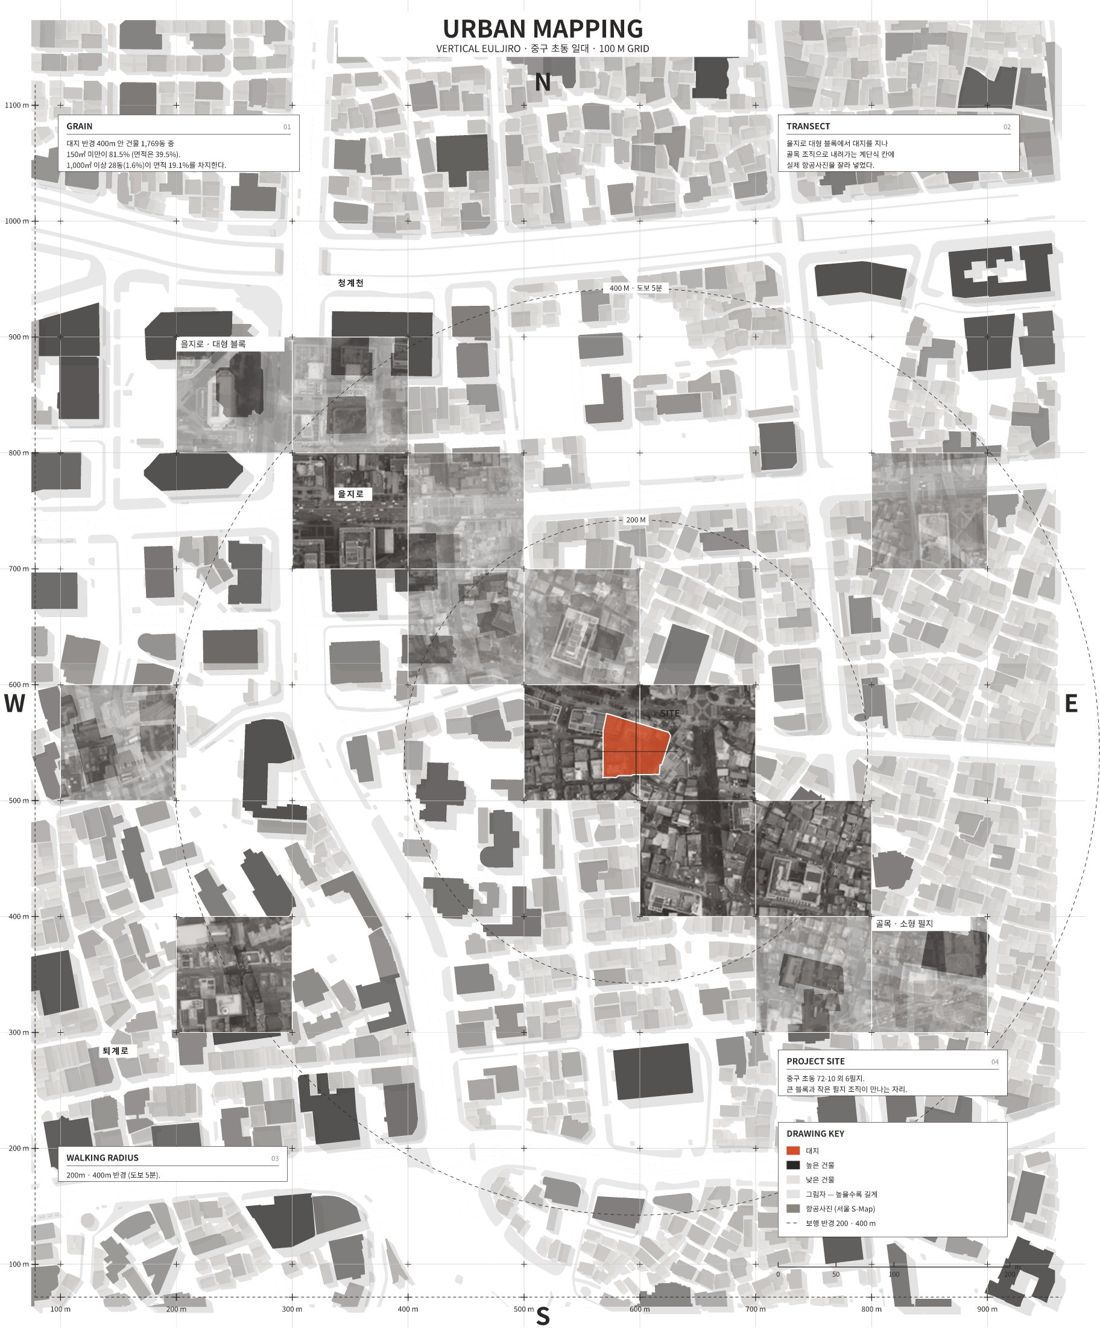 URBAN MAPPING
VERTICAL EULJIRO · 중구 초동 일대 · 100 M GRID
N
1100 m
GRAIN 01
대지 반경 400m 안 건물 1,769동 중
150㎡ 미만이 81.5% (면적은 39.5%).
1,000㎡ 이상 28동(1.6%)이 면적 19.1%를 차지한다.
TRANSECT 02
을지로 대형 블록에서 대지를 지나
골목 조직으로 내려가는 계단식 칸에
실제 항공사진을 잘라 넣었다.
1000 m
청계천
400 M · 도보 5분
900 m
을지로 · 대형 블록
800 m
을지로
200 M
700 m
600 m
W
E
SITE
500 m
400 m
골목 · 소형 필지
300 m
퇴계로
PROJECT SITE 04
중구 초동 72-10 외 6필지.
큰 블록과 작은 필지 조직이 만나는 자리.
200 m
WALKING RADIUS 03
200m · 400m 반경 (도보 5분).
DRAWING KEY
대지
높은 건물
낮은 건물
그림자 — 높을수록 길게
항공사진 (서울 S-Map)
보행 반경 200 · 400 m
100 m
0 50 100
100 m 200 m 300 m 400 m 500 m 600 m 700 m 800 m 900 m
S